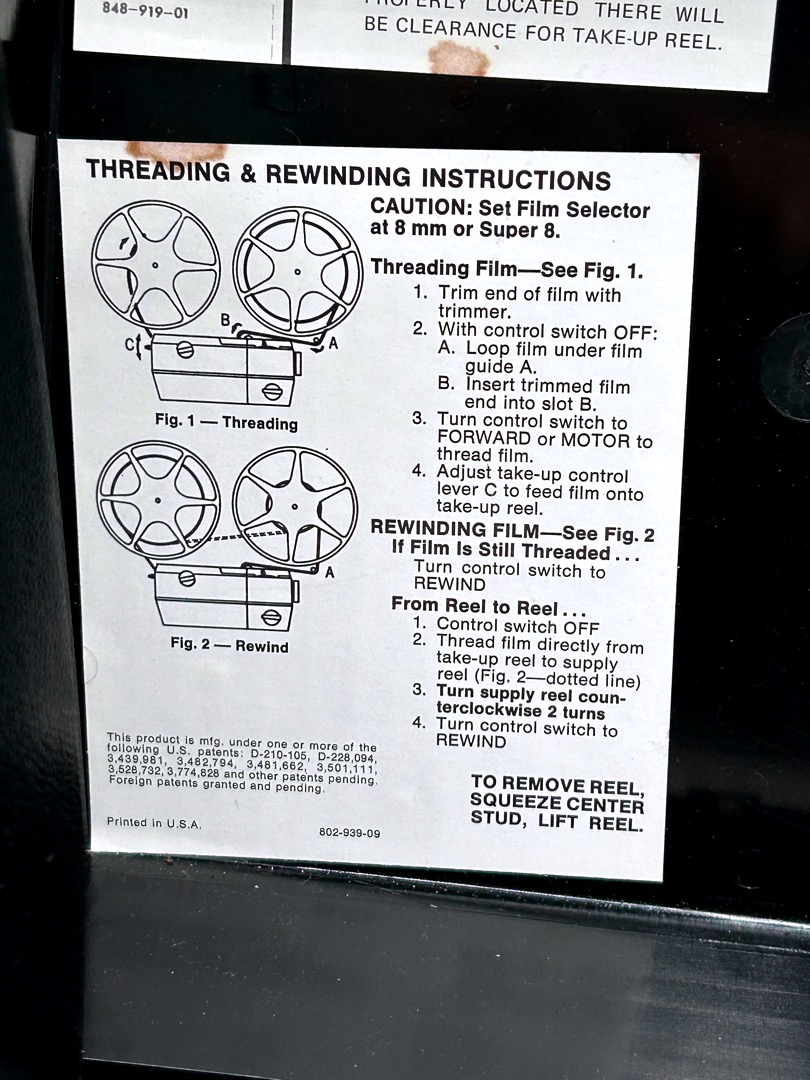 848-919-01
PROPERLY LOCATED THERE WILL
BE CLEARANCE FOR TAKE-UP REEL.
THREADING & REWINDING INSTRUCTIONS
CAUTION: Set Film Selector
at 8 mm or Super 8.
Threading Film—See Fig. 1.
1. Trim end of film with
trimmer.
2. With control switch OFF:
A. Loop film under film
guide A.
B. Insert trimmed film
end into slot B.
3. Turn control switch to
FORWARD or MOTOR to
thread film.
4. Adjust take-up control
lever C to feed film onto
take-up reel.
B
C
A
Fig. 1 — Threading
REWINDING FILM—See Fig. 2
If Film Is Still Threaded...
Turn control switch to
REWIND
From Reel to Reel...
1. Control switch OFF
2. Thread film directly from
take-up reel to supply
reel (Fig. 2—dotted line)
3. Turn supply reel coun-
terclockwise 2 turns
4. Turn control switch to
REWIND
A
Fig. 2 — Rewind
This product is mfg. under one or more of the
following U.S. patents: D-210-105, D-228,094,
3,439,981, 3,482,794, 3,481,662, 3,501,111,
3,528,732, 3,774,828 and other patents pending.
Foreign patents granted and pending.
TO REMOVE REEL,
SQUEEZE CENTER
STUD, LIFT REEL.
Printed in U.S.A.
802-939-09